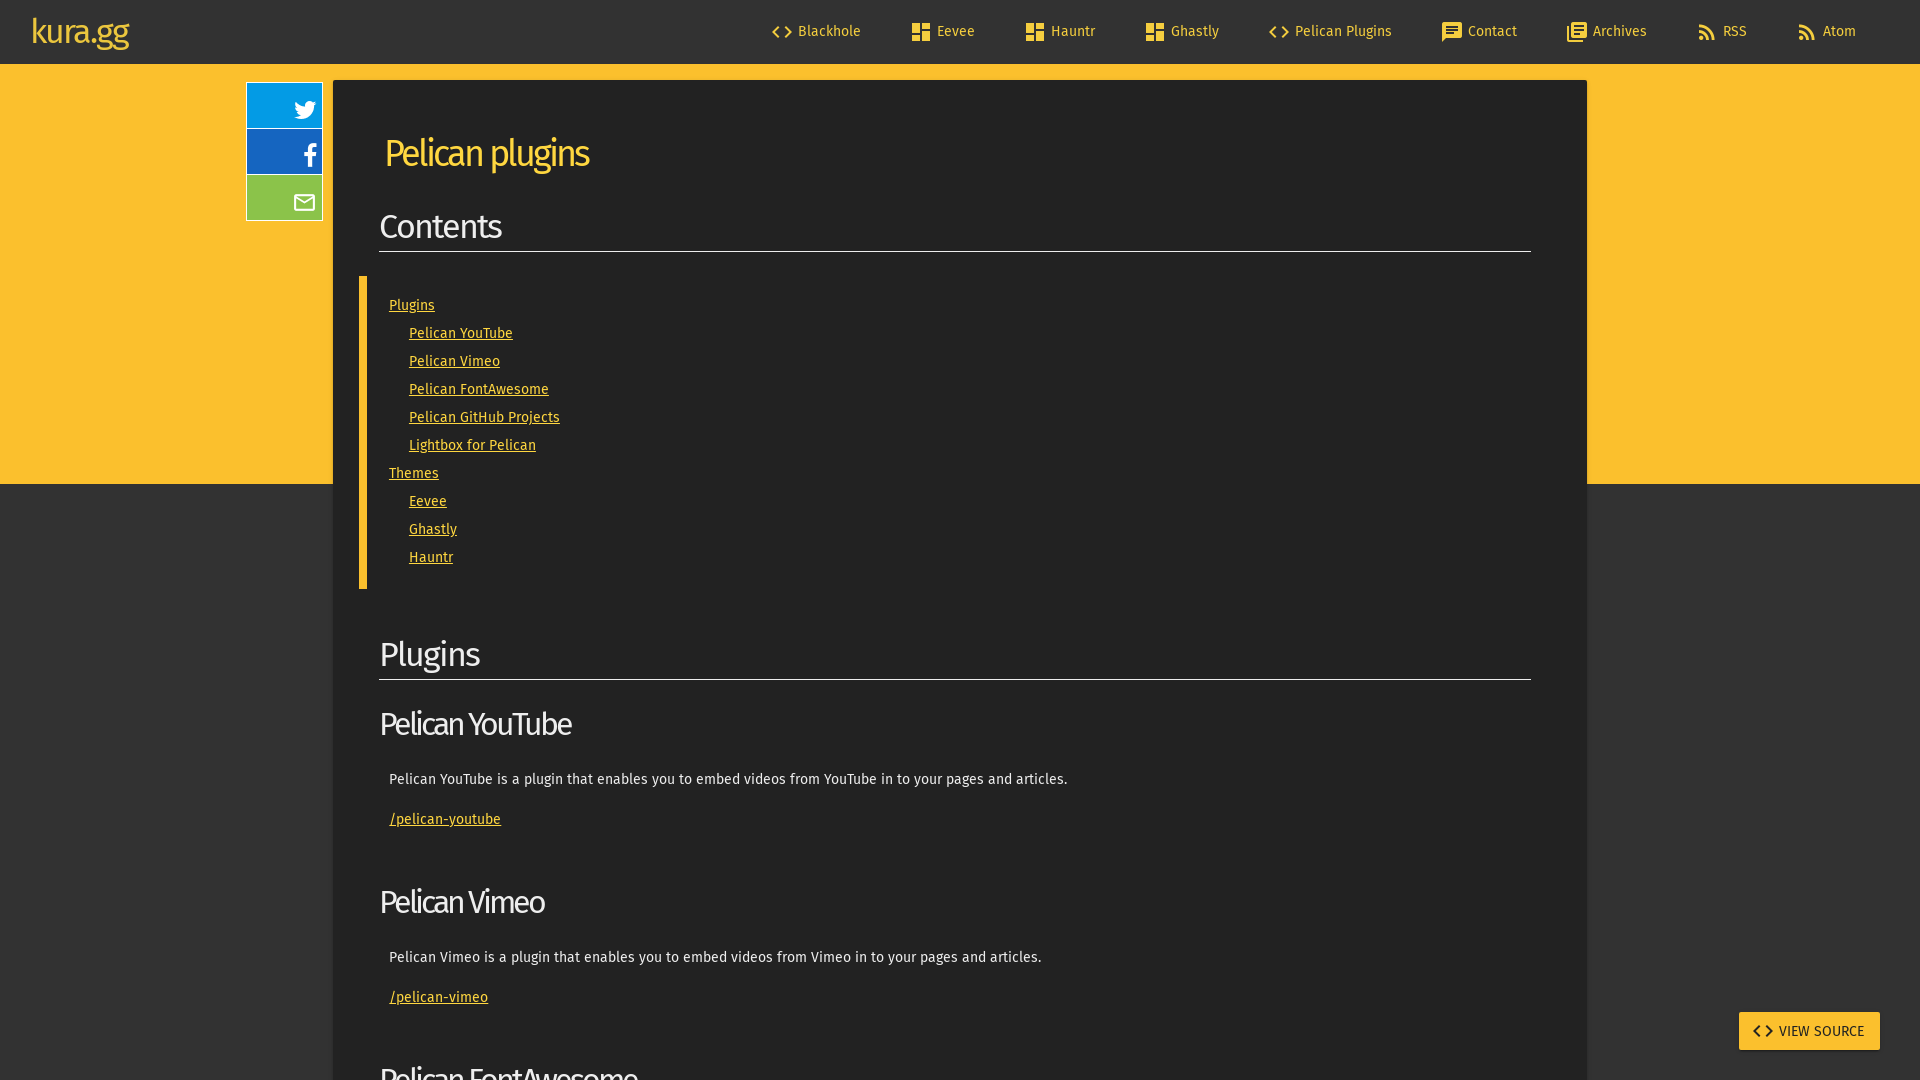 kura.gg
Blackhole
Eevee
Hauntr
Ghastly
Pelican Plugins
Contact
Archives
RSS
Atom
Pelican plugins
Contents
Plugins
Pelican YouTube
Pelican Vimeo
Pelican FontAwesome
Pelican GitHub Projects
Lightbox for Pelican
Themes
Eevee
Ghastly
Hauntr
Plugins
Pelican YouTube
Pelican YouTube is a plugin that enables you to embed videos from YouTube in to your pages and articles.
/pelican-youtube
Pelican Vimeo
Pelican Vimeo is a plugin that enables you to embed videos from Vimeo in to your pages and articles.
/pelican-vimeo
Pelican FontAwesome
VIEW SOURCE